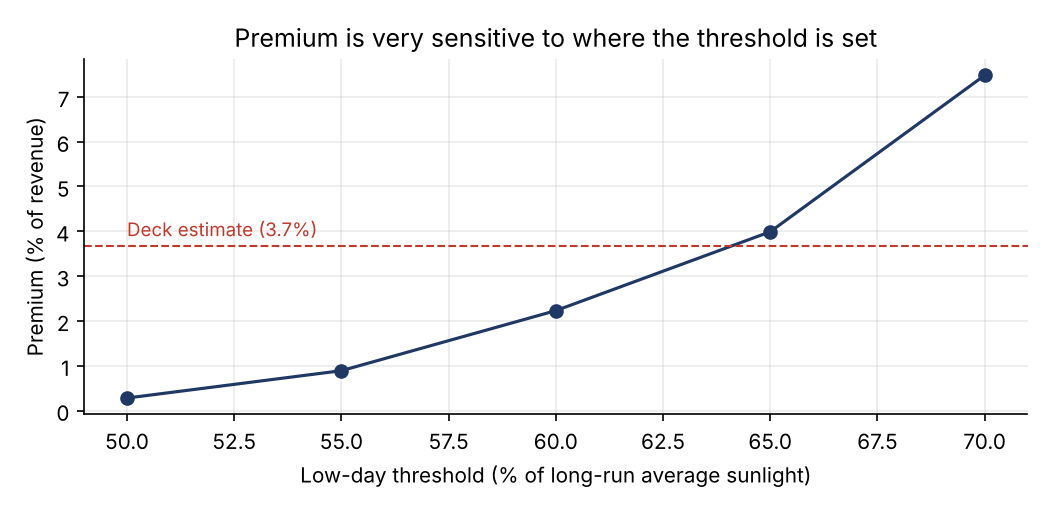 Premium is very sensitive to where the threshold is set
Premium (% of revenue)
7
6
5
4
3
2
1
0
Deck estimate (3.7%)
50.0 52.5 55.0 57.5 60.0 62.5 65.0 67.5 70.0
Low-day threshold (% of long-run average sunlight)